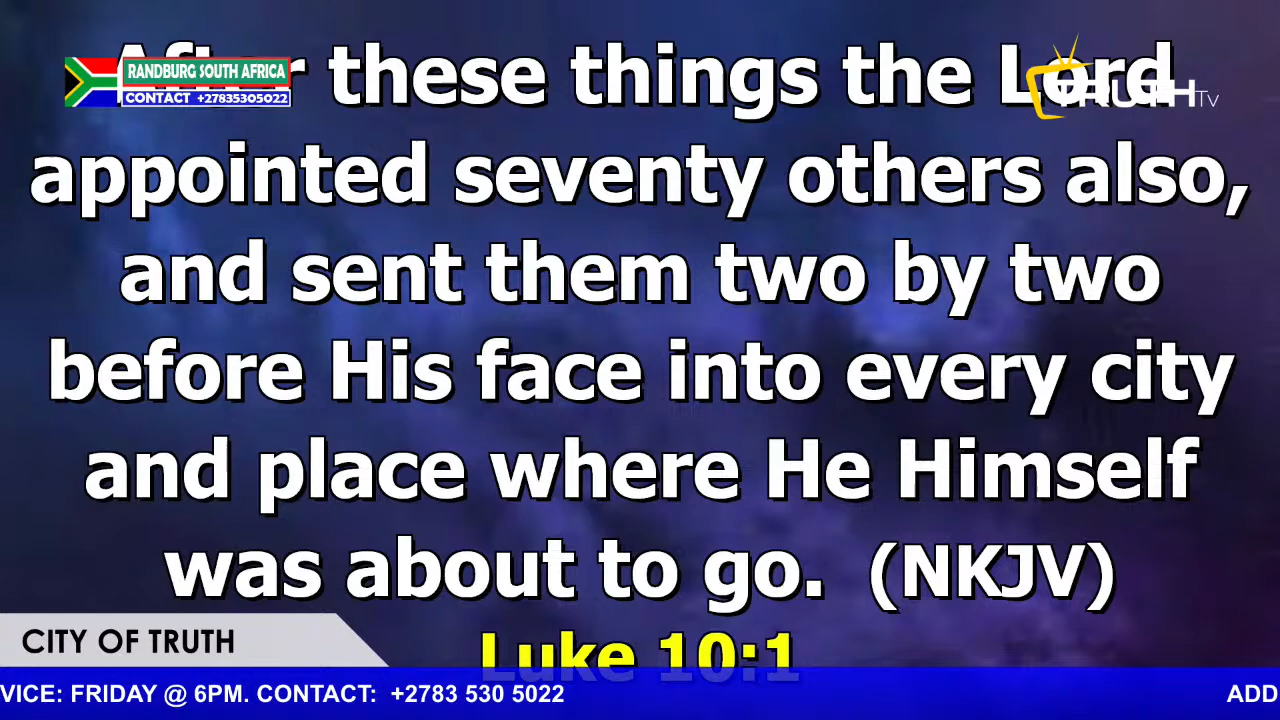 After these things the Lord
RANDBURG SOUTH AFRICA
CONTACT +27835305022
TRUTH Tv
appointed seventy others also,
and sent them two by two
before His face into every city
and place where He Himself
was about to go. (NKJV)
Luke 10:1
CITY OF TRUTH
VICE: FRIDAY @ 6PM. CONTACT: +2783 530 5022
ADD